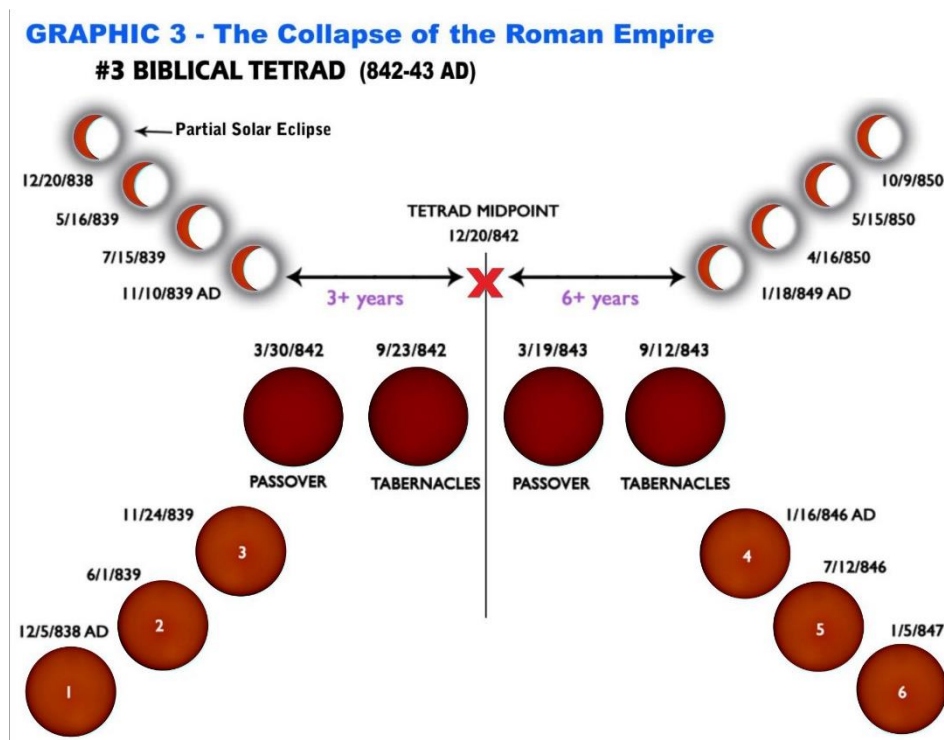 GRAPHIC 3 - The Collapse of the Roman Empire
#3 BIBLICAL TETRAD (842-43 AD)
Partial Solar Eclipse
12/20/838
5/16/839
7/15/839
11/10/839 AD
TETRAD MIDPOINT
12/20/842
X
3+ years
6+ years
10/9/850
5/15/850
4/16/850
1/18/849 AD
3/30/842
9/23/842
3/19/843
9/12/843
PASSOVER
TABERNACLES
PASSOVER
TABERNACLES
11/24/839
3
6/1/839
2
12/5/838 AD
1
1/16/846 AD
4
7/12/846
5
1/5/847
6